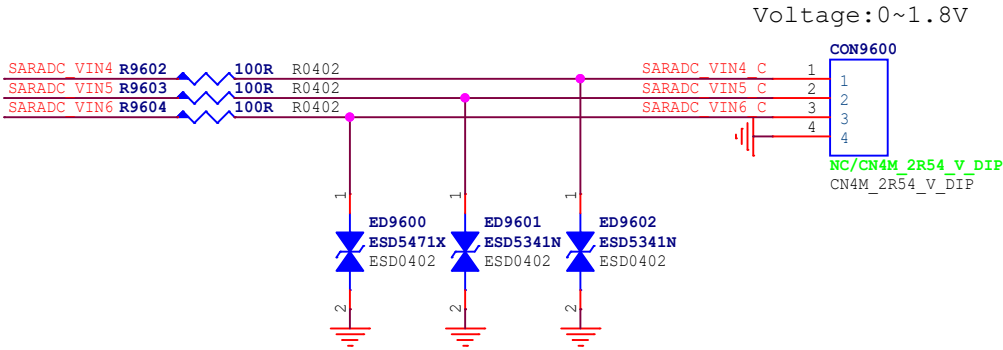 Voltage:0~1.8V
CON9600
SARADC_VIN4 R9602 100R R0402 SARADC_VIN4_C 1 1
SARADC_VIN5 R9603 100R R0402 SARADC_VIN5_C 2 2
SARADC_VIN6 R9604 100R R0402 SARADC_VIN6_C 3 3
4 4
NC/CN4M_2R54_V_DIP
CN4M_2R54_V_DIP
1 1 1
ED9600 ED9601 ED9602
ESD5471X ESD5341N ESD5341N
ESD0402 ESD0402 ESD0402
2 2 2